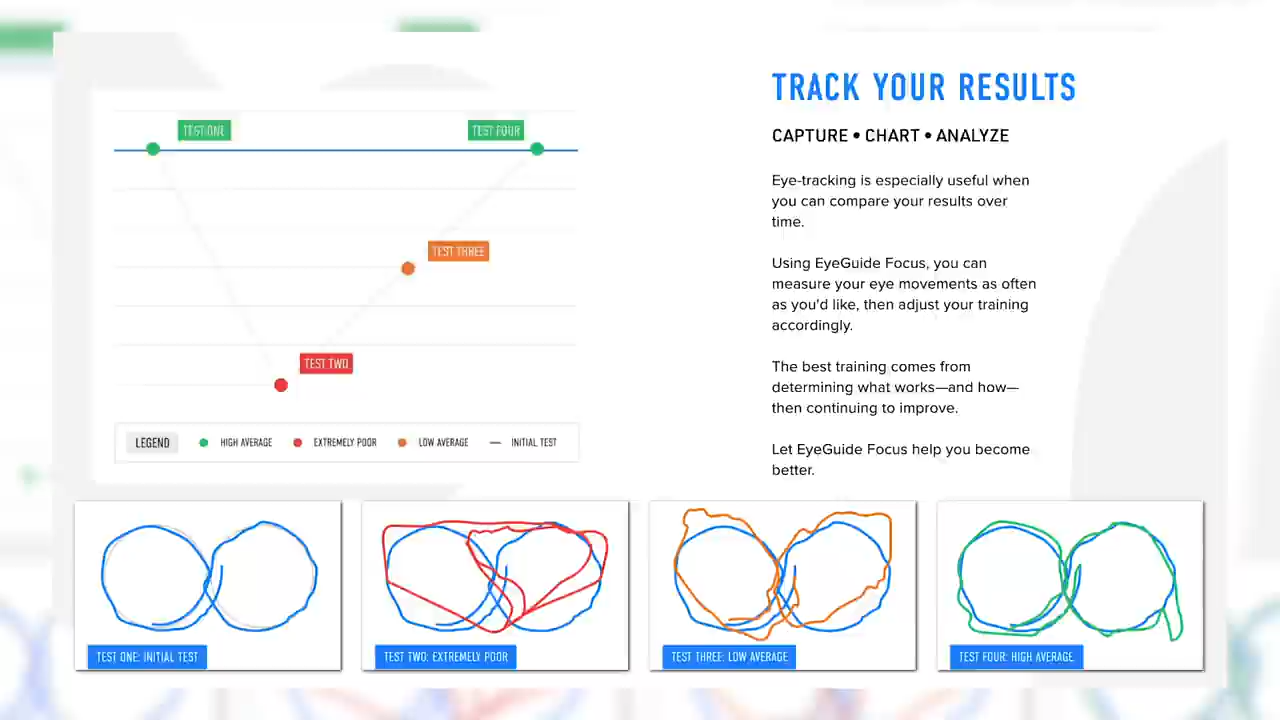 TRACK YOUR RESULTS
CAPTURE • CHART • ANALYZE
Eye-tracking is especially useful when
you can compare your results over
time.
Using EyeGuide Focus, you can
measure your eye movements as often
as you'd like, then adjust your training
accordingly.
The best training comes from
determining what works—and how—
then continuing to improve.
Let EyeGuide Focus help you become
better.
TEST ONE
TEST FOUR
TEST THREE
TEST TWO
LEGEND
HIGH AVERAGE
EXTREMELY POOR
LOW AVERAGE
INITIAL TEST
TEST ONE: INITIAL TEST
TEST TWO: EXTREMELY POOR
TEST THREE: LOW AVERAGE
TEST FOUR: HIGH AVERAGE